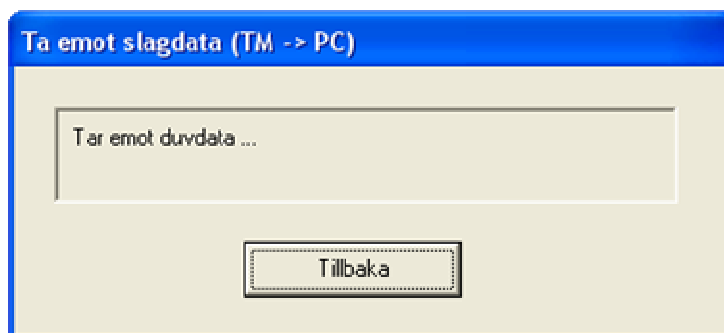 Ta emot slagdata (TM -> PC)
Tar emot duvdata ...
Tillbaka